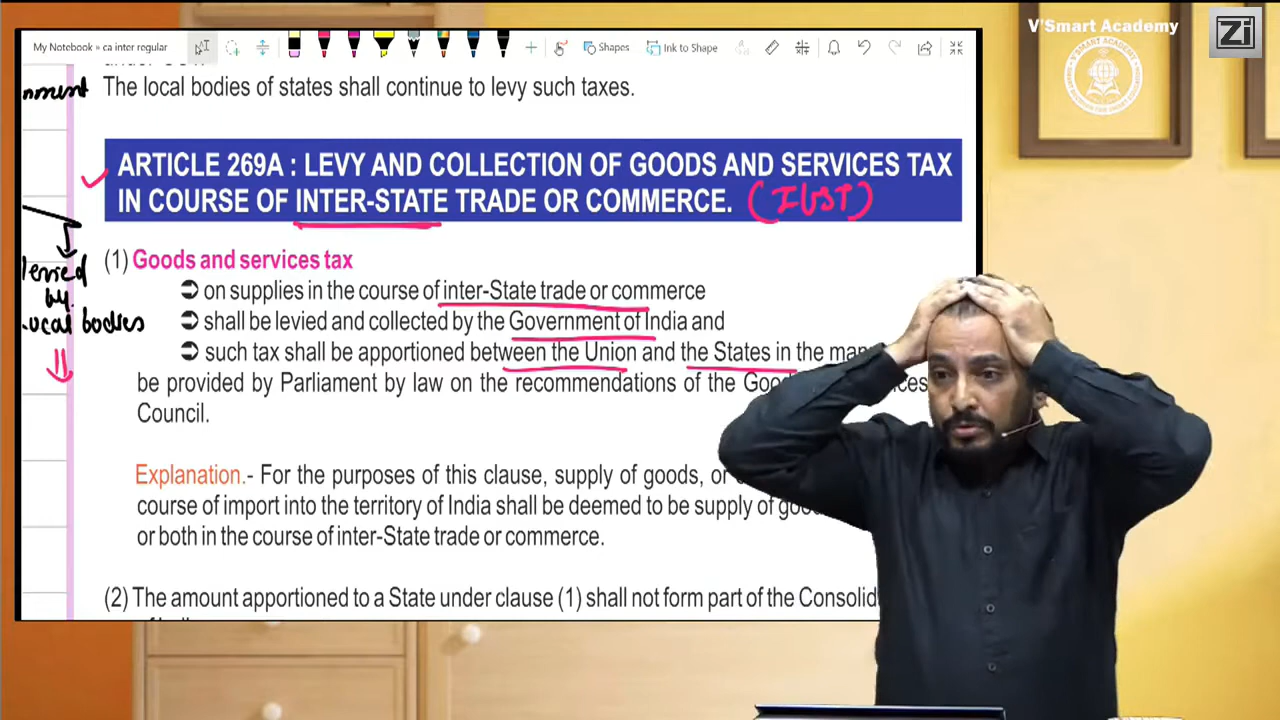 V'Smart Academy
Zi
My Notebook » ca inter regular
Shapes
Ink to Shape
The local bodies of states shall continue to levy such taxes.
ARTICLE 269A : LEVY AND COLLECTION OF GOODS AND SERVICES TAX
IN COURSE OF INTER-STATE TRADE OR COMMERCE. (IGST)
(1) Goods and services tax
on supplies in the course of inter-State trade or commerce
levied
by
Local bodies
shall be levied and collected by the Government of India and
such tax shall be apportioned between the Union and the States in the
be provided by Parliament by law on the recommendations of the
Council.
Explanation.- For the purposes of this clause, supply of goods, or
course of import into the territory of India shall be deemed to be supply of
or both in the course of inter-State trade or commerce.
(2) The amount apportioned to a State under clause (1) shall not form part of the